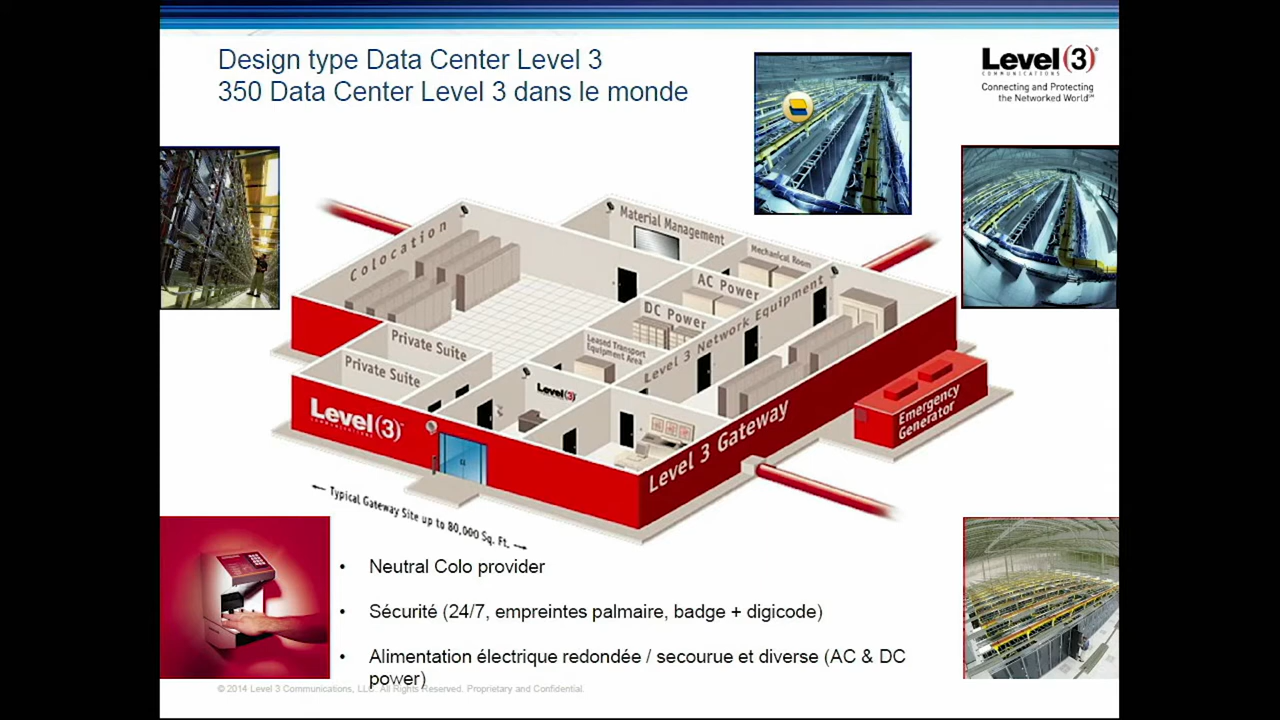 Design type Data Center Level 3
350 Data Center Level 3 dans le monde
Level (3)®
COMMUNICATIONS
Connecting and Protecting
the Networked World℠
Colocation
Material Management
Mechanical Room
AC Power
DC Power
Leased Transport
Equipment Area
Level 3 Network Equipment
Private Suite
Private Suite
Level (3)
Level (3)
COMMUNICATIONS
Level 3 Gateway
Emergency
Generator
Typical Gateway Site up to 80,000 Sq. Ft.
• Neutral Colo provider
• Sécurité (24/7, empreintes palmaire, badge + digicode)
• Alimentation électrique redondée / secourue et diverse (AC & DC
power)
© 2014 Level 3 Communications, LLC. All Rights Reserved. Proprietary and Confidential.